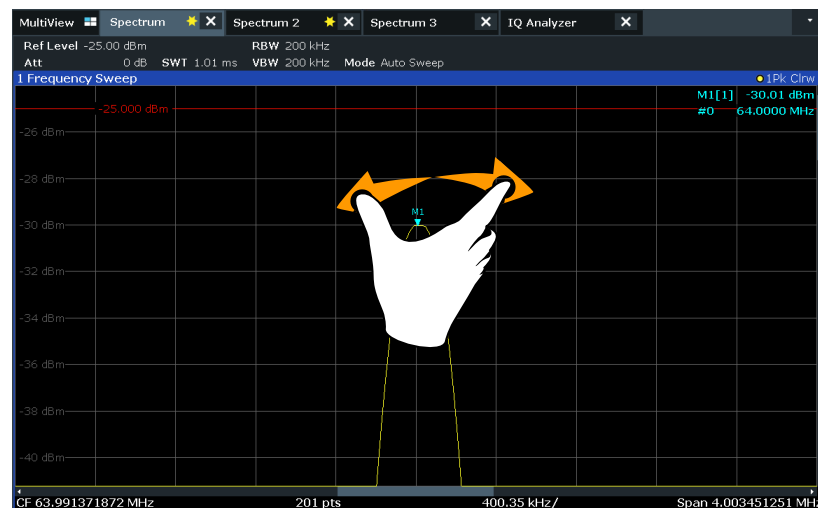 MultiView Spectrum Spectrum 2 Spectrum 3 IQ Analyzer
Ref Level -25.00 dBm RBW 200 kHz
Att 0 dB SWT 1.01 ms VBW 200 kHz Mode Auto Sweep
1 Frequency Sweep 1Pk Clrw
M1[1] -30.01 dBm
-25.000 dBm #0 64.0000 MHz
-26 dBm
-28 dBm
M1
-30 dBm
-32 dBm
-34 dBm
-36 dBm
-38 dBm
-40 dBm
CF 63.991371872 MHz 201 pts 400.35 kHz/ Span 4.003451251 MHz